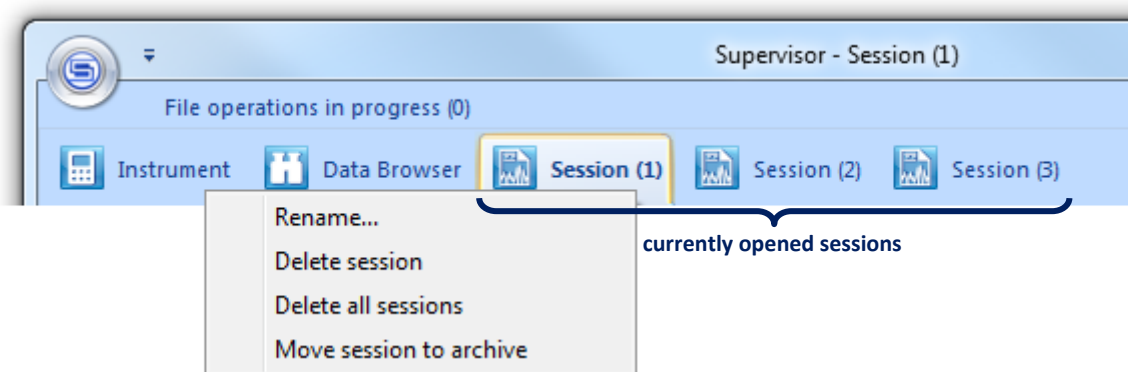 Supervisor - Session (1)
File operations in progress (0)
Instrument Data Browser Session (1) Session (2) Session (3)
Rename...
currently opened sessions
Delete session
Delete all sessions
Move session to archive